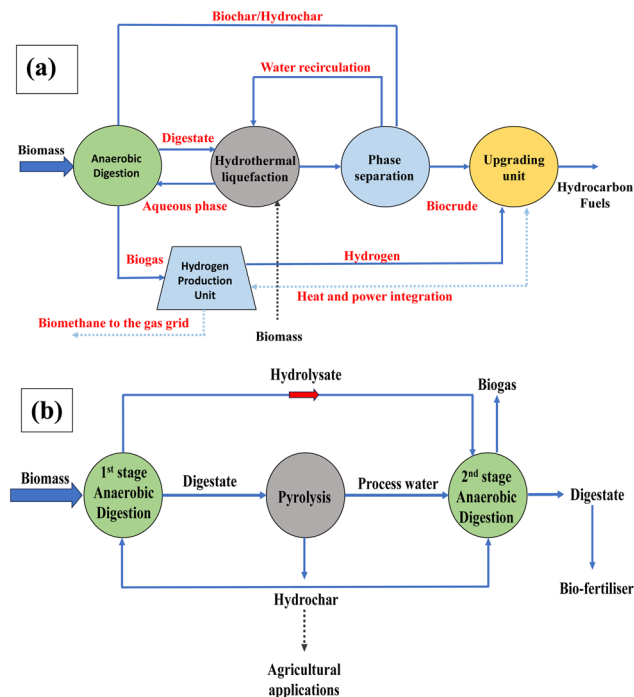 Biochar/Hydrochar
(a)
Water recirculation
Biomass
Anaerobic
Digestion
Digestate
Hydrothermal
liquefaction
Phase
separation
Upgrading
unit
Aqueous phase
Biocrude
Hydrocarbon
Fuels
Biogas
Hydrogen
Production
Unit
Hydrogen
Heat and power integration
Biomethane to the gas grid
Biomass
(b)
Hydrolysate
Biogas
Biomass
1st stage
Anaerobic
Digestion
Digestate
Pyrolysis
Process water
2nd stage
Anaerobic
Digestion
Digestate
Hydrochar
Bio-fertiliser
Agricultural
applications